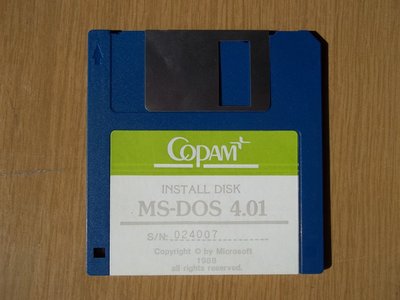 COPAM
INSTALL DISK
MS-DOS 4.01
S/N: 024007
Copyright © by Microsoft
1988
all rights reserved.